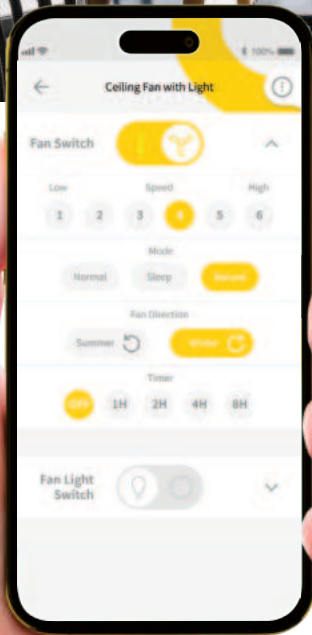 100%
Ceiling Fan with Light
Fan Switch
Low Speed High
1 2 3 4 5 6
Mode
Normal Sleep Natural
Fan Direction
Summer Winter
Timer
OFF 1H 2H 4H 8H
Fan Light
Switch